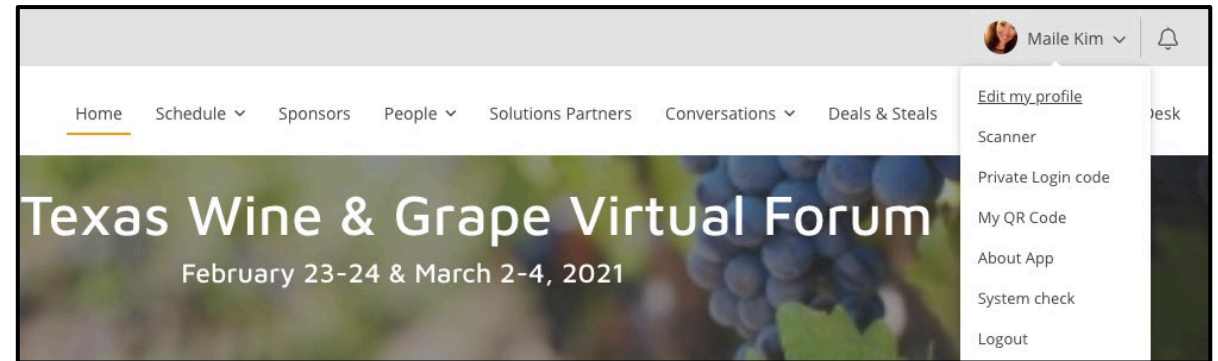 Maile Kim
Edit my profile
Home Schedule Sponsors People Solutions Partners Conversations Deals & Steals
Scanner
Private Login code
My QR Code
About App
System check
Logout
Texas Wine & Grape Virtual Forum
February 23-24 & March 2-4, 2021